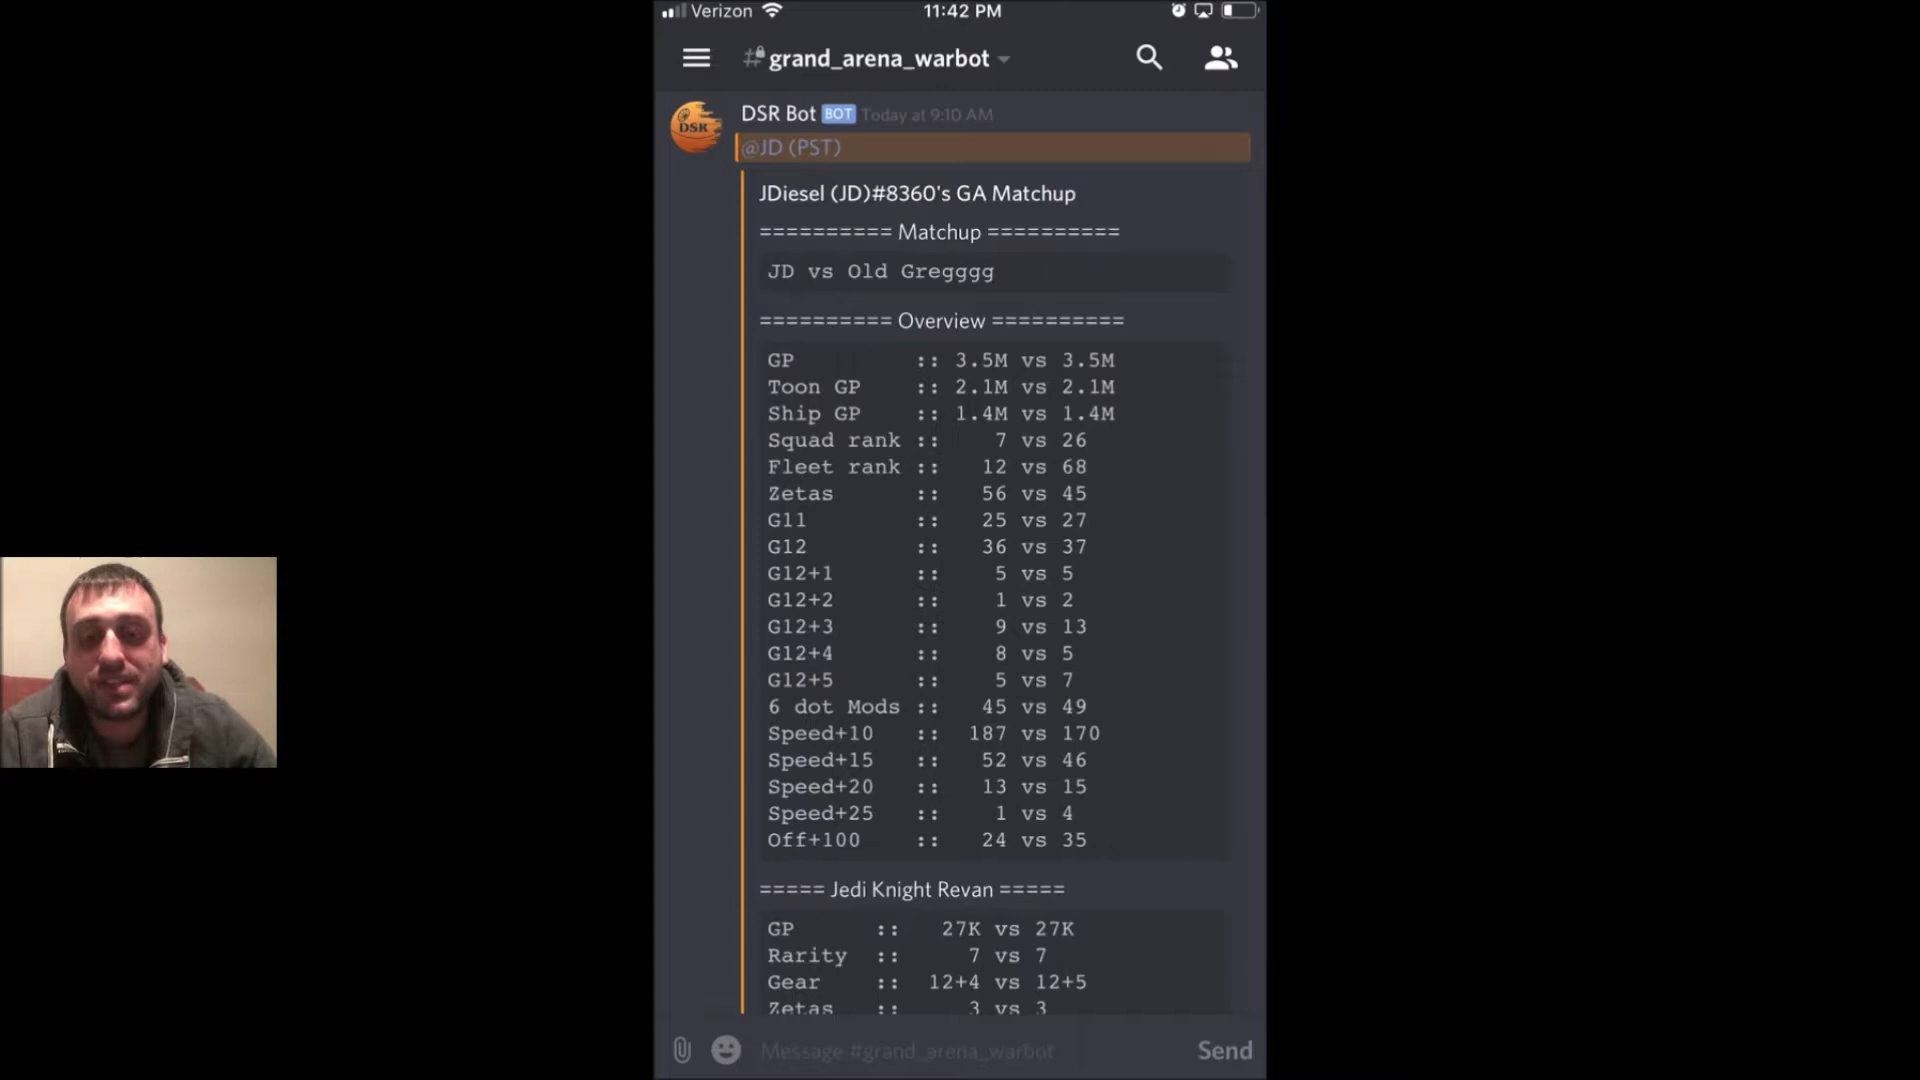 Verizon 11:42 PM
grand_arena_warbot
DSR
DSR Bot BOT Today at 9:10 AM
@JD (PST)
JDiesel (JD)#8360's GA Matchup
========== Matchup ==========
JD vs Old Gregggg
========== Overview ==========
GP :: 3.5M vs 3.5M
Toon GP :: 2.1M vs 2.1M
Ship GP :: 1.4M vs 1.4M
Squad rank :: 7 vs 26
Fleet rank :: 12 vs 68
Zetas :: 56 vs 45
G11 :: 25 vs 27
G12 :: 36 vs 37
G12+1 :: 5 vs 5
G12+2 :: 1 vs 2
G12+3 :: 9 vs 13
G12+4 :: 8 vs 5
G12+5 :: 5 vs 7
6 dot Mods :: 45 vs 49
Speed+10 :: 187 vs 170
Speed+15 :: 52 vs 46
Speed+20 :: 13 vs 15
Speed+25 :: 1 vs 4
Off+100 :: 24 vs 35
===== Jedi Knight Revan =====
GP :: 27K vs 27K
Rarity :: 7 vs 7
Gear :: 12+4 vs 12+5
Zetas :: 3 vs 3
Message #grand_arena_warbot Send